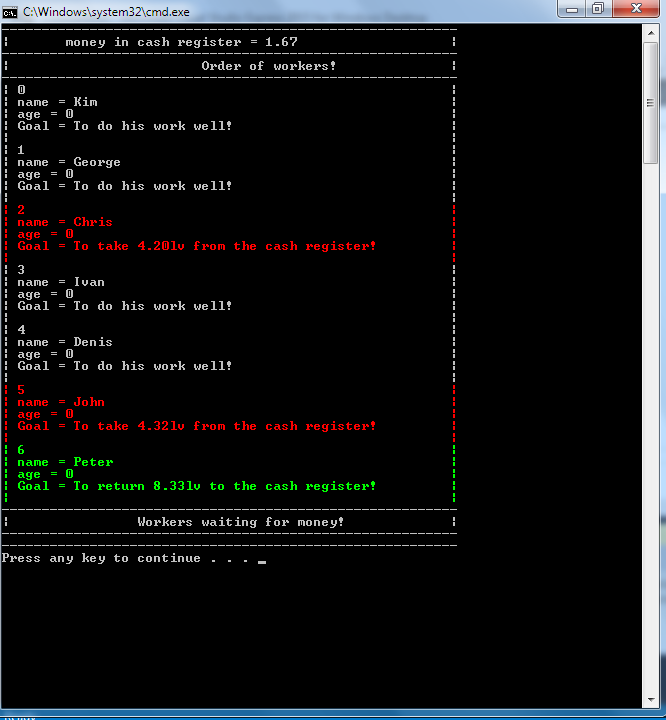 C:\Windows\system32\cmd.exe
money in cash register = 1.67
Order of workers!
0
name = Kim
age = 0
Goal = To do his work well!
1
name = George
age = 0
Goal = To do his work well!
2
name = Chris
age = 0
Goal = To take 4.20lv from the cash register!
3
name = Ivan
age = 0
Goal = To do his work well!
4
name = Denis
age = 0
Goal = To do his work well!
5
name = John
age = 0
Goal = To take 4.32lv from the cash register!
6
name = Peter
age = 0
Goal = To return 8.33lv to the cash register!
Workers waiting for money!
Press any key to continue . . . _